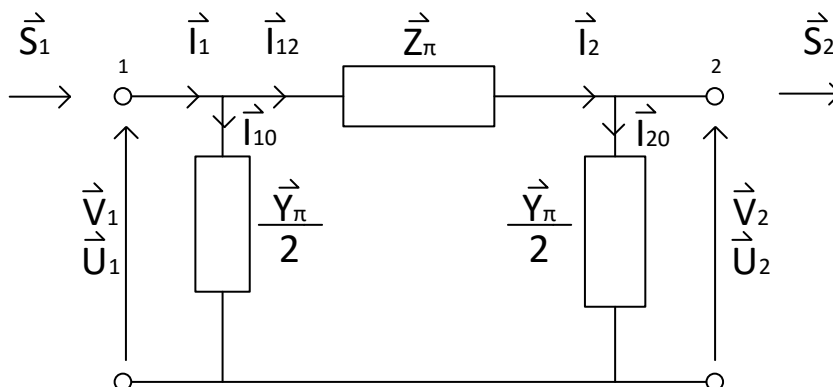 S⃗1 I⃗1 I⃗12 Z⃗π I⃗2 S⃗2
1 2
I⃗10 I⃗20
V⃗1 Y⃗π Y⃗π V⃗2
U⃗1 2 2 U⃗2